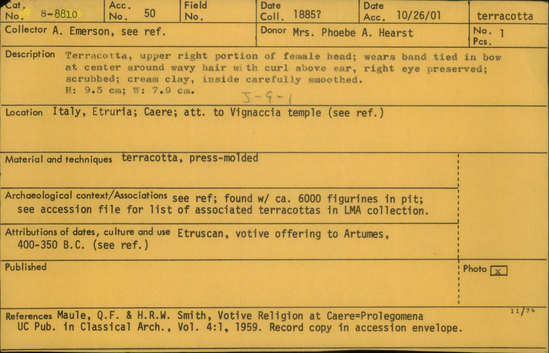 Cat. No. 8-8810 Acc. No. 50 Field No. Date Coll. 1885? Date Acc. 10/26/01 terracotta
Collector A. Emerson, see ref. Donor Mrs. Phoebe A. Hearst No. 1 Pcs.
Description Terracotta, upper right portion of female head; wears band tied in bow
at center around wavy hair with curl above ear, right eye preserved;
scrubbed; cream clay, inside carefully smoothed.
H: 9.5 cm; W: 7.9 cm.
J-9-1
Location Italy, Etruria; Caere; att. to Vignaccia temple (see ref.)
Material and techniques terracotta, press-molded
Archaeological context/Associations see ref; found w/ ca. 6000 figurines in pit;
see accession file for list of associated terracottas in LMA collection.
Attributions of dates, culture and use Etruscan, votive offering to Artumes,
400-350 B.C. (see ref.)
Published
Photo x
11/74
References Maule, Q.F. & H.R.W. Smith, Votive Religion at Caere=Prolegomena
UC Pub. in Classical Arch., Vol. 4:1, 1959. Record copy in accession envelope.